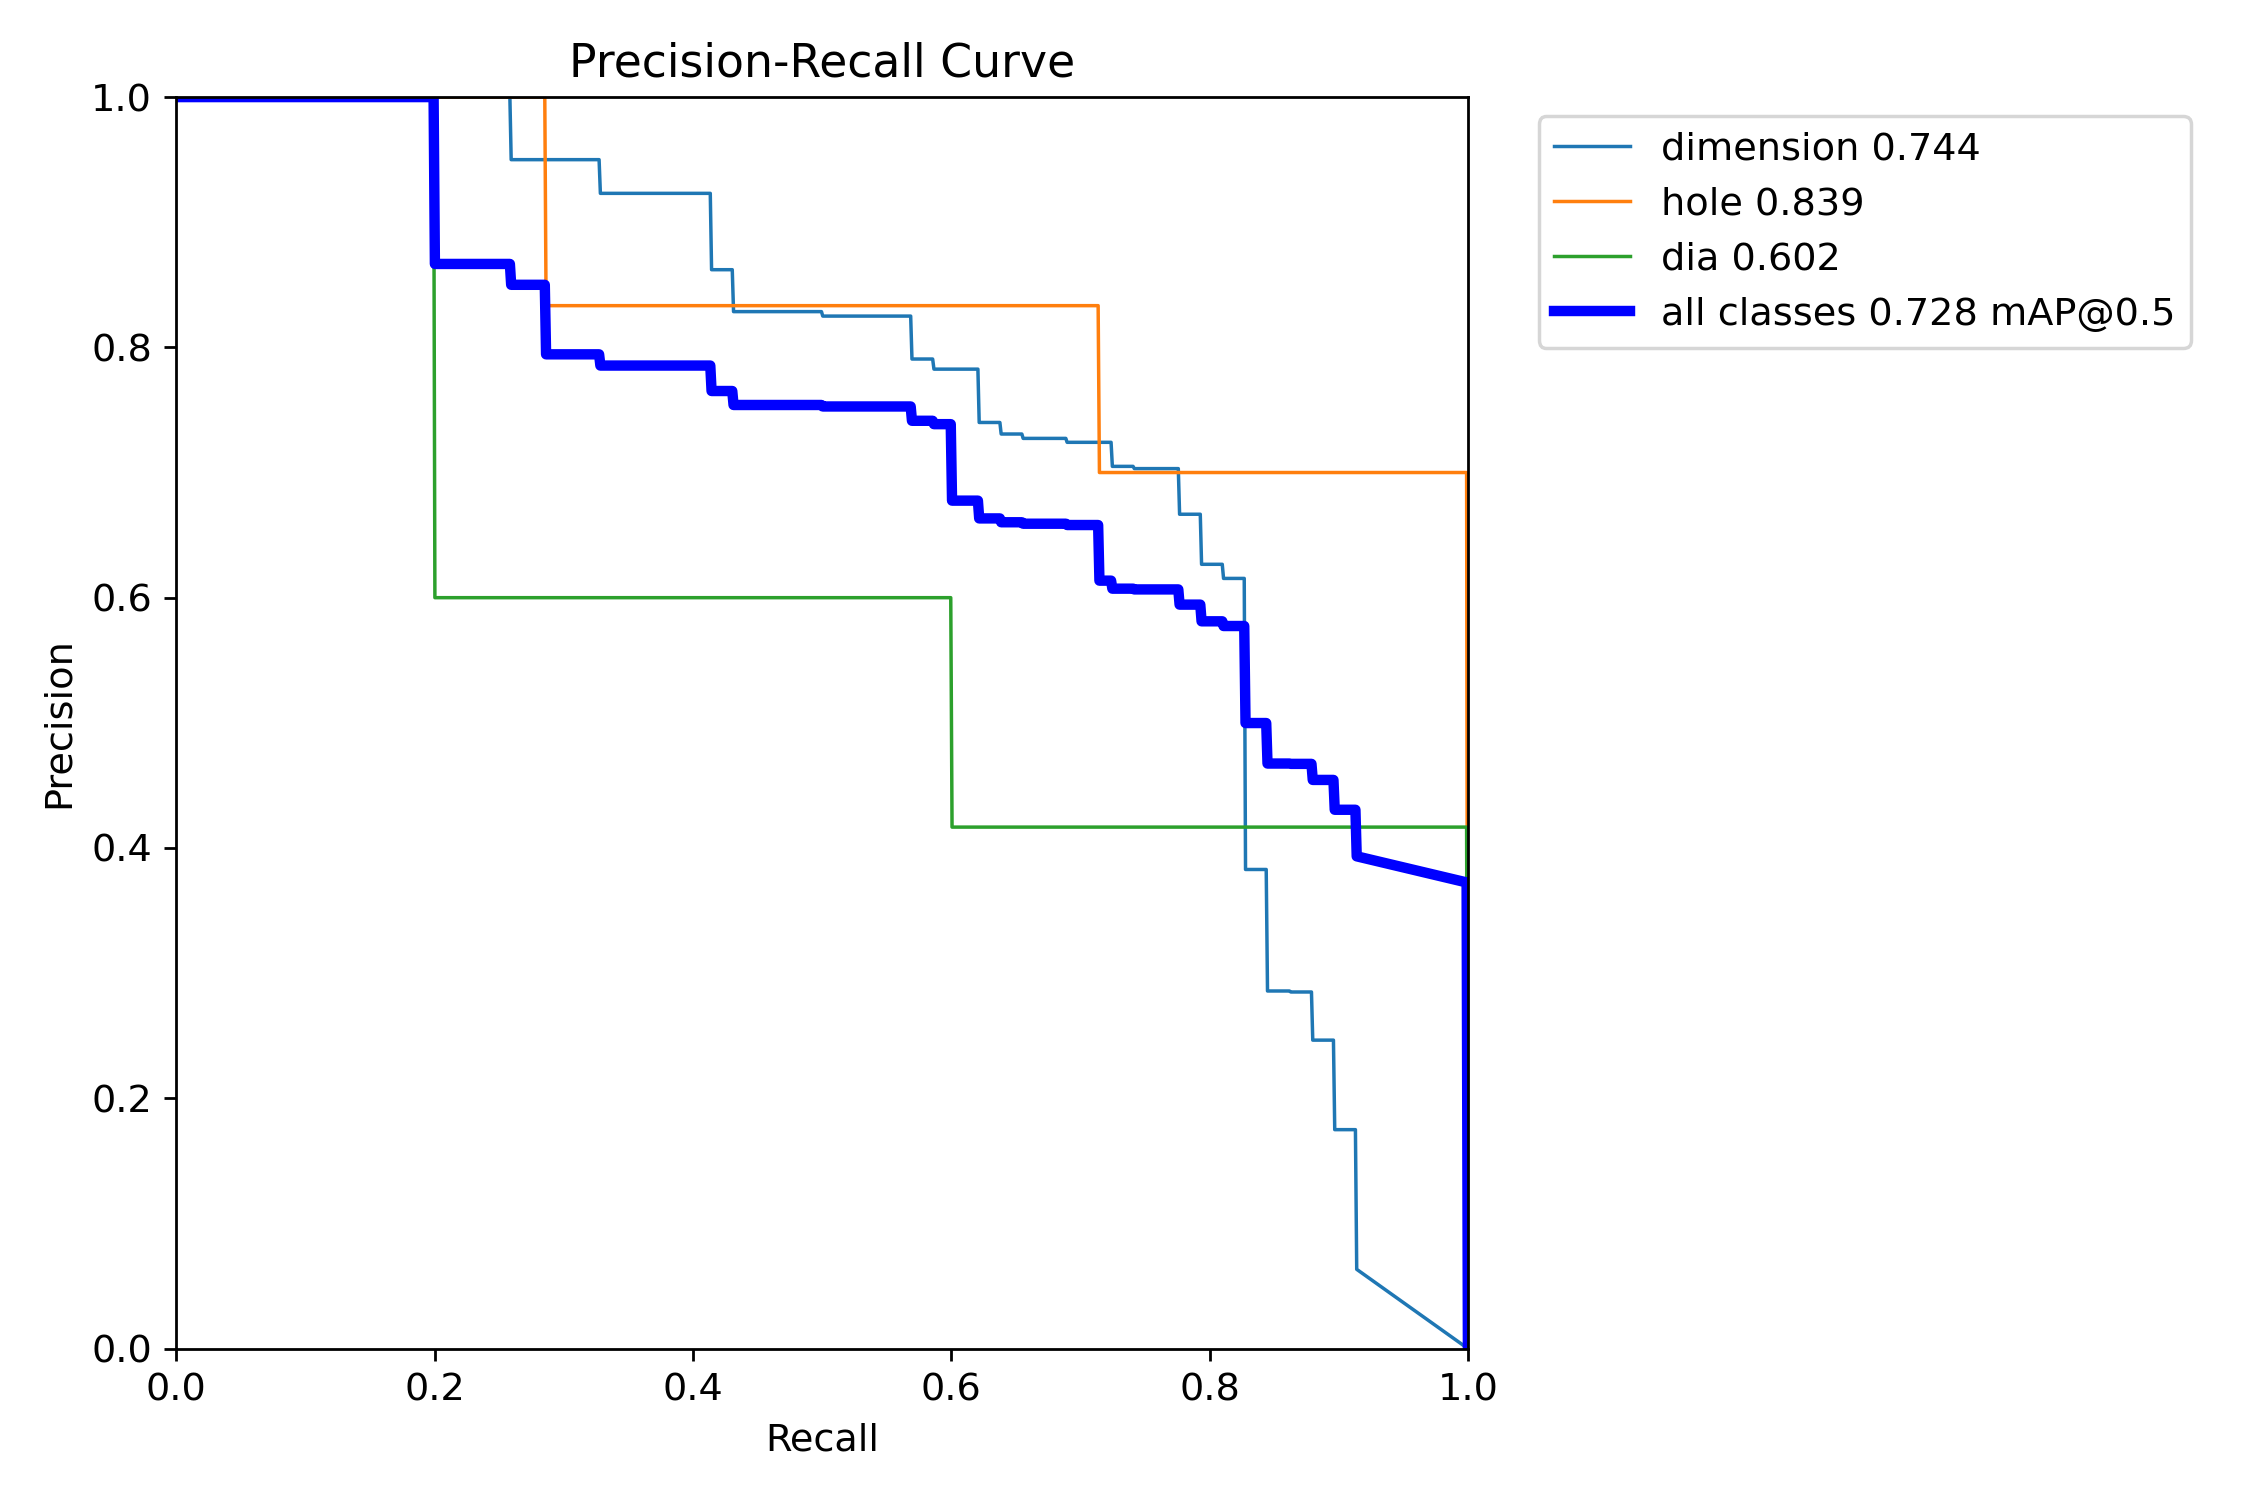 Precision-Recall Curve
1.0
0.8
0.6
0.4
0.2
0.0
Precision
0.0 0.2 0.4 0.6 0.8 1.0
Recall
dimension 0.744
hole 0.839
dia 0.602
all classes 0.728 mAP@0.5